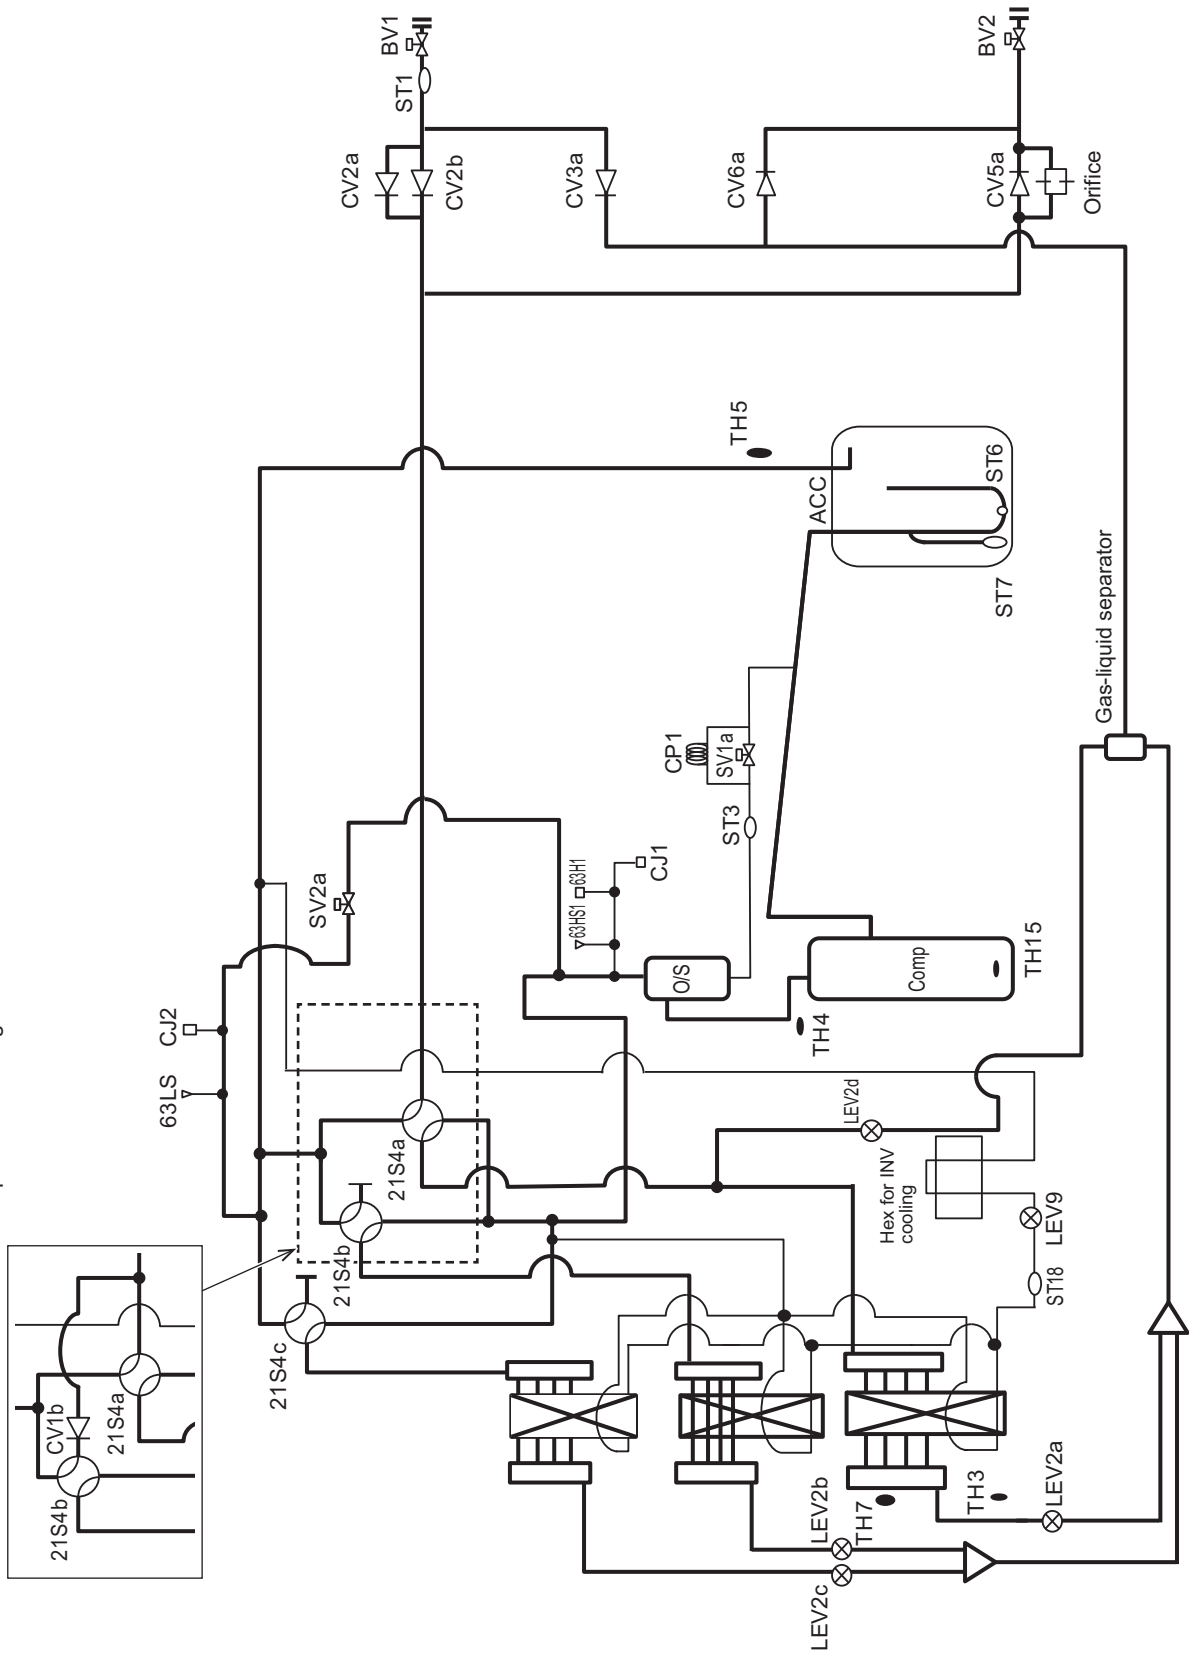 BV1
ST1
BV2
CV2a
CV2b
CV3a
CV6a
CV5a
Orifice
TH5
ACC
ST6
ST7
Gas-liquid separator
CP1
SV1a
ST3
SV2a
63HS1
63H1
CJ1
O/S
Comp
TH15
TH4
CJ2
63LS
21S4a
21S4b
21S4c
LEV2d
Hex for INV
cooling
LEV9
ST18
CV1b
21S4a
21S4b
LEV2b
LEV2c
TH7
TH3
LEV2a